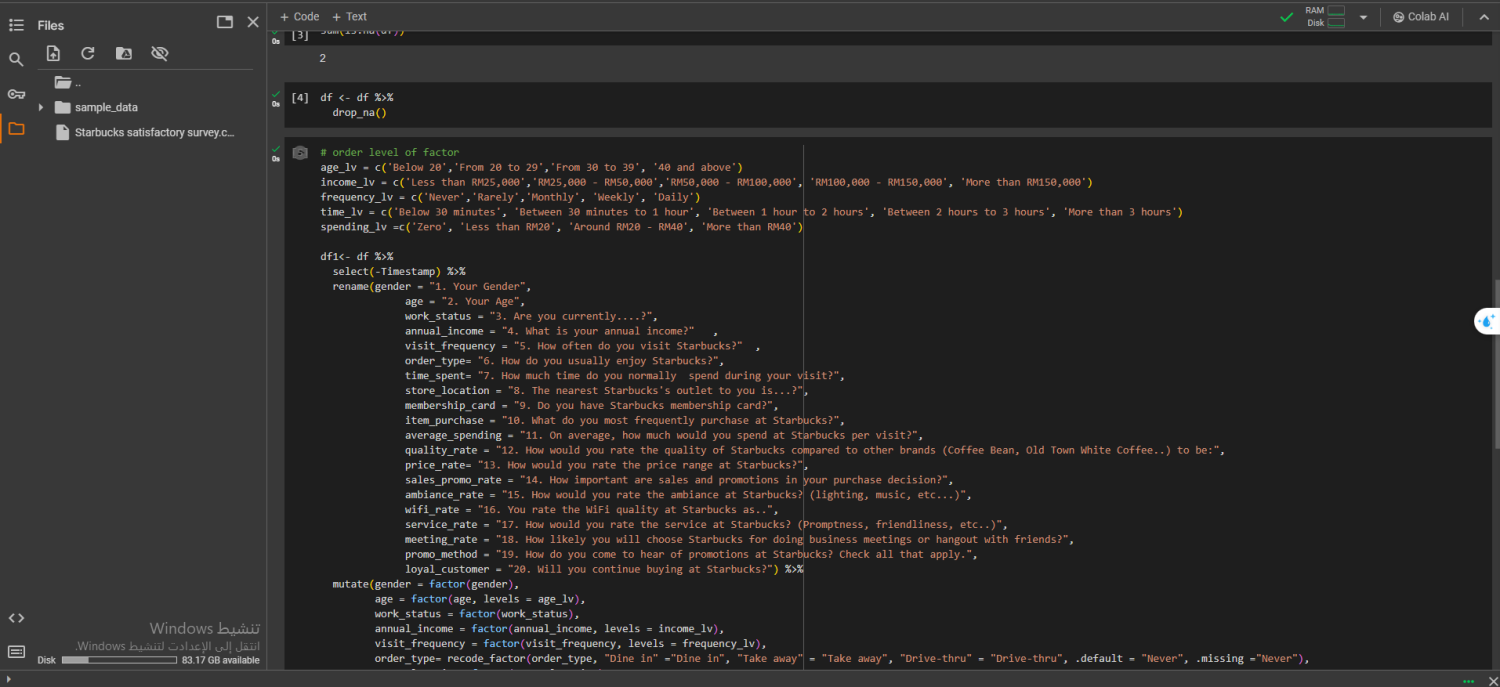 Files
+ Code + Text
RAM
Disk
Colab AI
..
sample_data
Starbucks satisfactory survey.c...
0s
[3] sum(is.na(df))
2
0s
[4] df <- df %>%
drop_na()
0s
# order level of factor
age_lv = c('Below 20','From 20 to 29','From 30 to 39', '40 and above')
income_lv = c('Less than RM25,000','RM25,000 - RM50,000','RM50,000 - RM100,000', 'RM100,000 - RM150,000', 'More than RM150,000')
frequency_lv = c('Never','Rarely','Monthly', 'Weekly', 'Daily')
time_lv = c('Below 30 minutes', 'Between 30 minutes to 1 hour', 'Between 1 hour to 2 hours', 'Between 2 hours to 3 hours', 'More than 3 hours')
spending_lv =c('Zero', 'Less than RM20', 'Around RM20 - RM40', 'More than RM40')
df1<- df %>%
select(-Timestamp) %>%
rename(gender = "1. Your Gender",
age = "2. Your Age",
work_status = "3. Are you currently....?",
annual_income = "4. What is your annual income?" ,
visit_frequency = "5. How often do you visit Starbucks?" ,
order_type= "6. How do you usually enjoy Starbucks?",
time_spent= "7. How much time do you normally  spend during your visit?",
store_location = "8. The nearest Starbucks's outlet to you is...?",
membership_card = "9. Do you have Starbucks membership card?",
item_purchase = "10. What do you most frequently purchase at Starbucks?",
average_spending = "11. On average, how much would you spend at Starbucks per visit?",
quality_rate = "12. How would you rate the quality of Starbucks compared to other brands (Coffee Bean, Old Town White Coffee..) to be:",
price_rate= "13. How would you rate the price range at Starbucks?",
sales_promo_rate = "14. How important are sales and promotions in your purchase decision?",
ambiance_rate = "15. How would you rate the ambiance at Starbucks? (lighting, music, etc...)",
wifi_rate = "16. You rate the WiFi quality at Starbucks as..",
service_rate = "17. How would you rate the service at Starbucks? (Promptness, friendliness, etc..)",
meeting_rate = "18. How likely you will choose Starbucks for doing business meetings or hangout with friends?",
promo_method = "19. How do you come to hear of promotions at Starbucks? Check all that apply.",
loyal_customer = "20. Will you continue buying at Starbucks?") %>%
mutate(gender = factor(gender),
age = factor(age, levels = age_lv),
work_status = factor(work_status),
annual_income = factor(annual_income, levels = income_lv),
visit_frequency = factor(visit_frequency, levels = frequency_lv),
order_type= recode_factor(order_type, "Dine in" ="Dine in", "Take away" = "Take away", "Drive-thru" = "Drive-thru", .default = "Never", .missing ="Never"),
تنشيط Windows
انتقل إلى الإعدادات لتنشيط Windows.
Disk 83.17 GB available